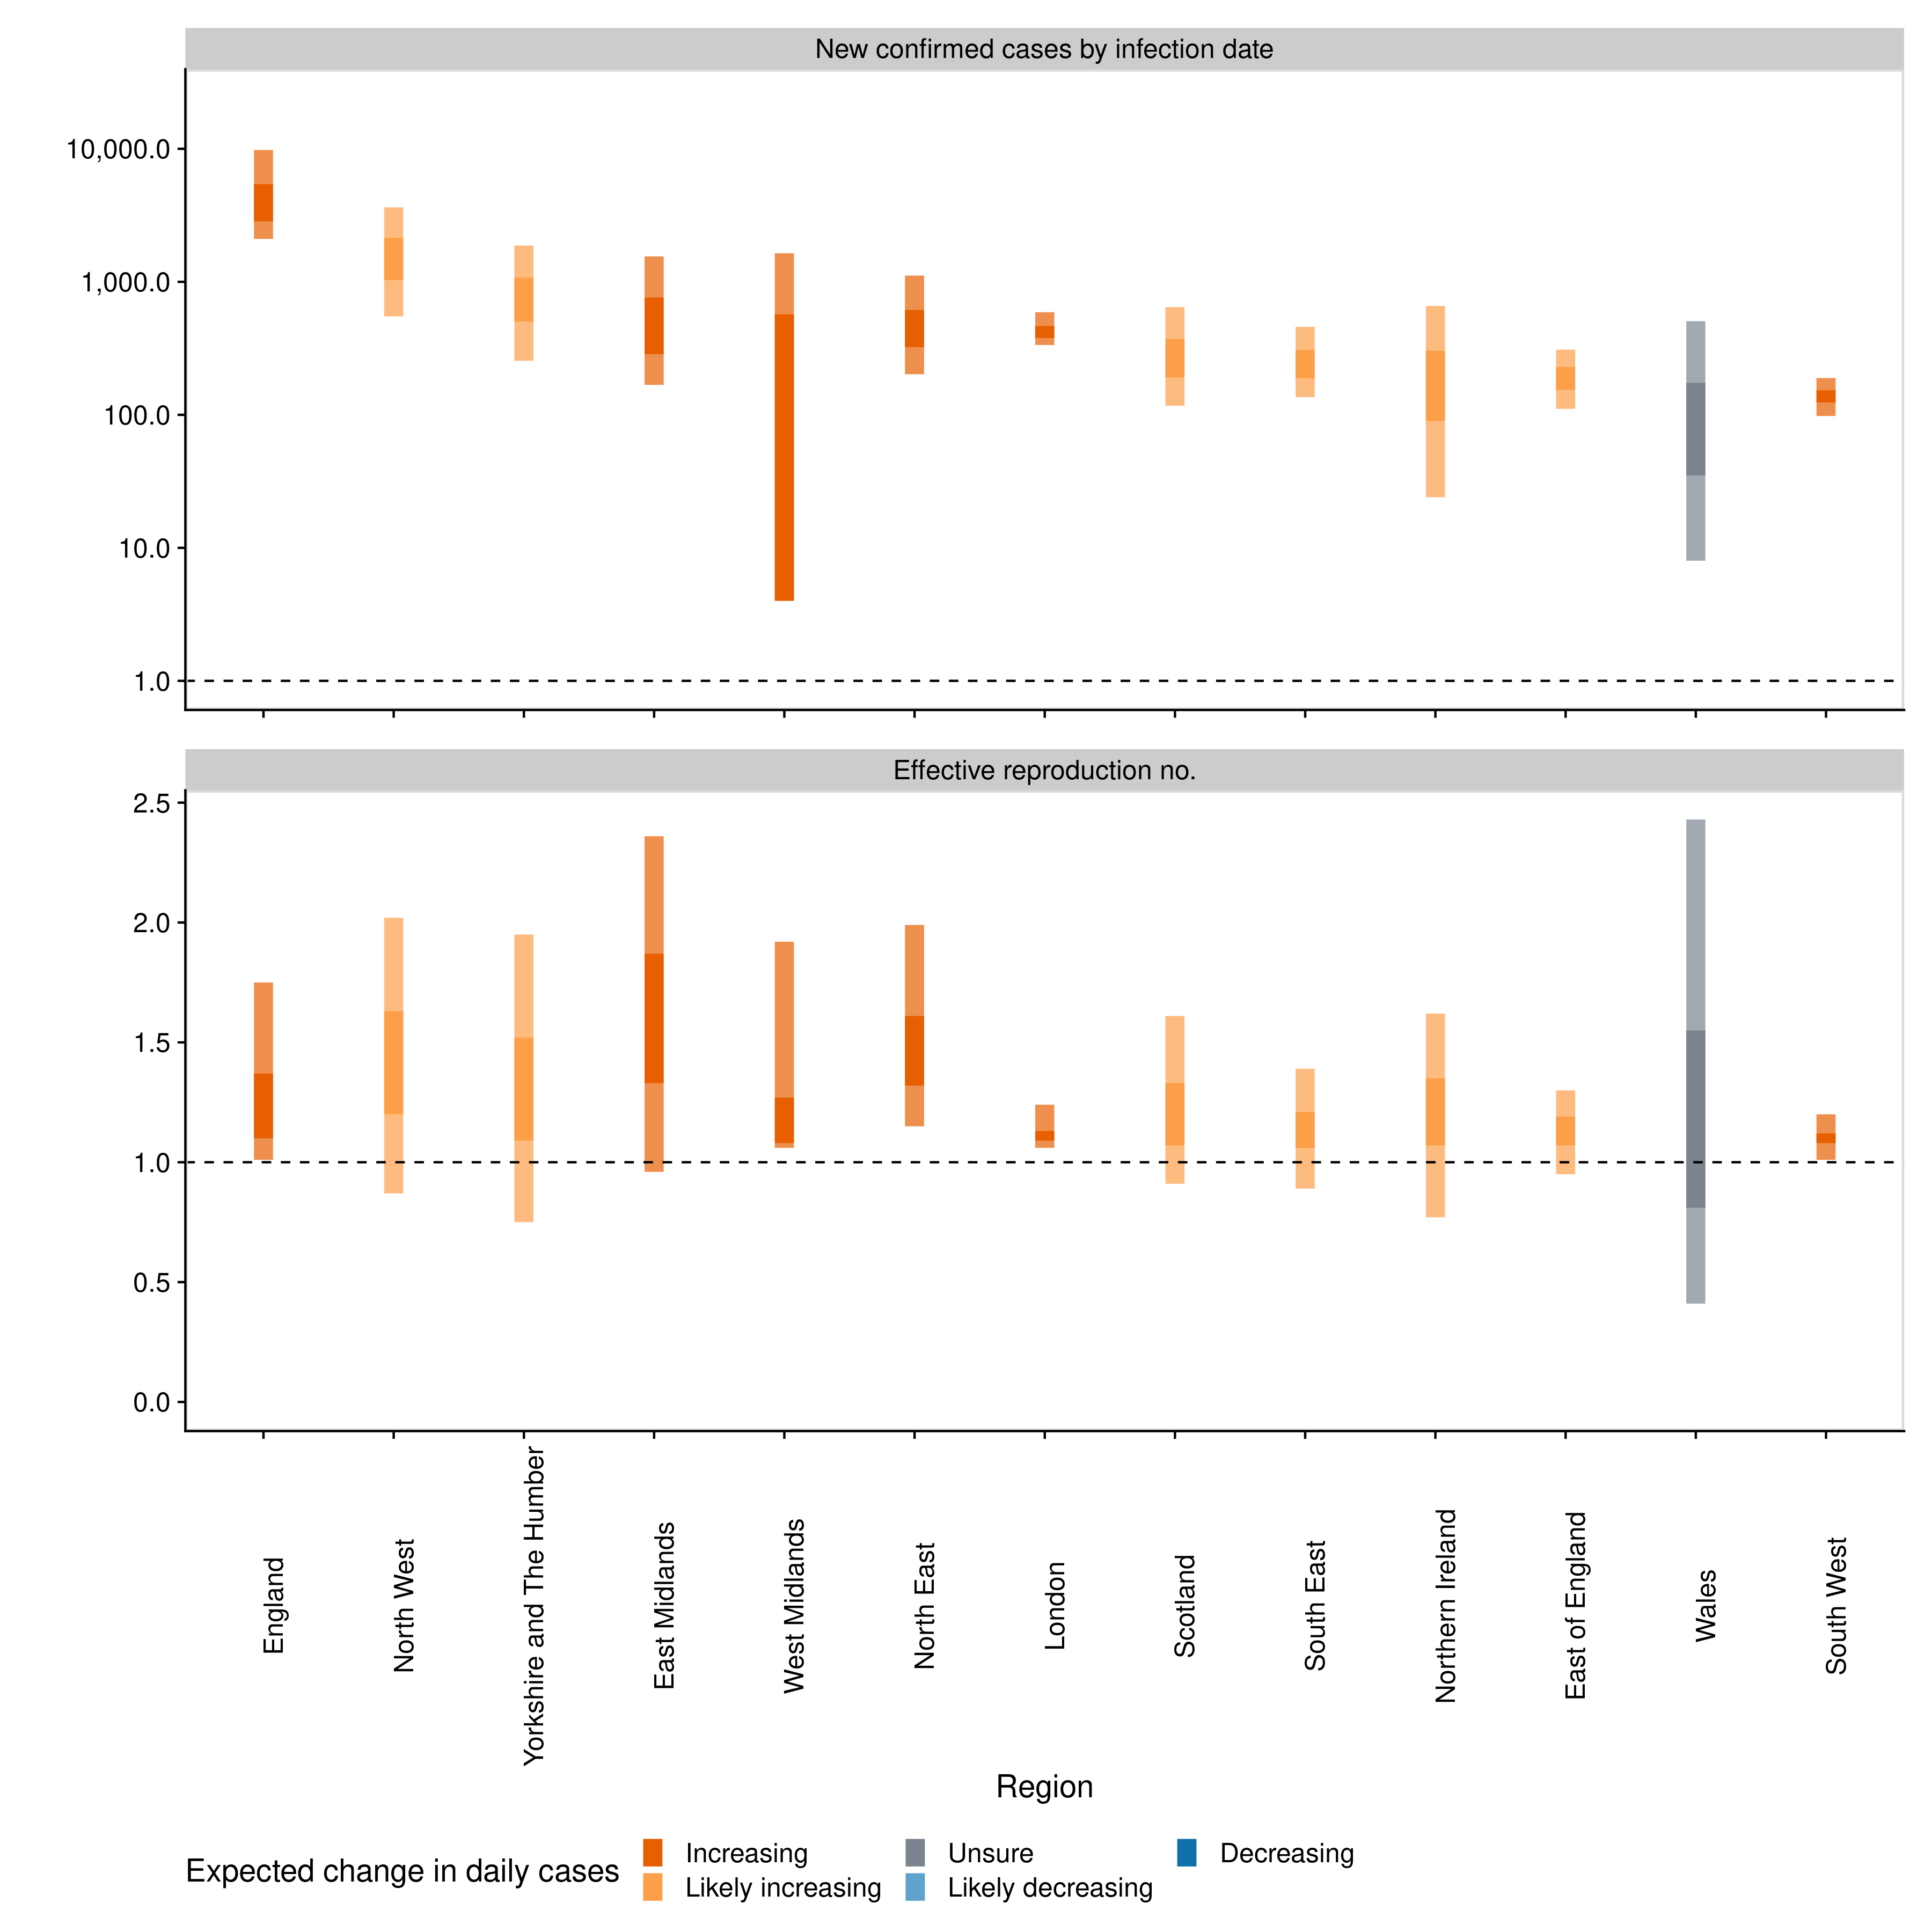 New confirmed cases by infection date
10,000.0
1,000.0
100.0
10.0
1.0
Effective reproduction no.
2.5
2.0
1.5
1.0
0.5
0.0
England
North West
Yorkshire and The Humber
East Midlands
West Midlands
North East
London
Scotland
South East
Northern Ireland
East of England
Wales
South West
Region
Expected change in daily cases
Increasing
Likely increasing
Unsure
Likely decreasing
Decreasing